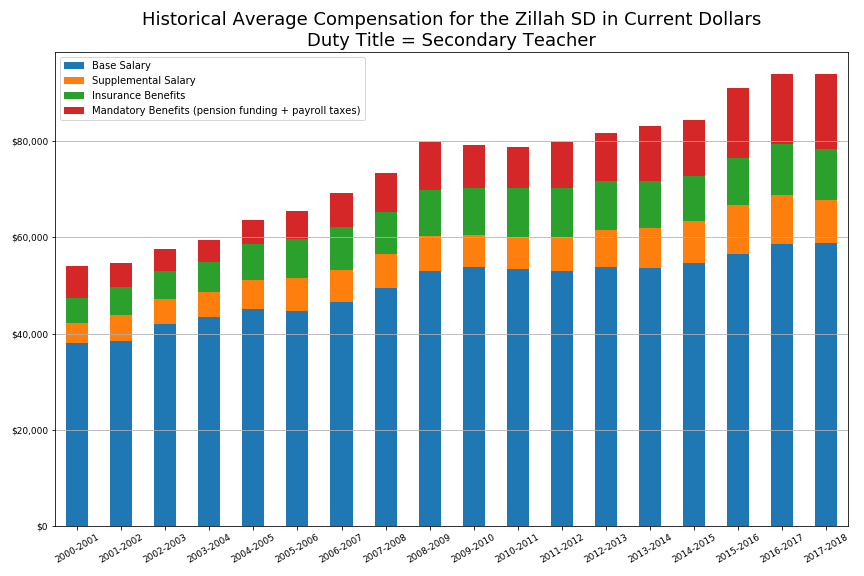 Historical Average Compensation for the Zillah SD in Current Dollars
Duty Title = Secondary Teacher
Base Salary
Supplemental Salary
Insurance Benefits
Mandatory Benefits (pension funding + payroll taxes)
$80,000
$60,000
$40,000
$20,000
$0
2000-2001 2001-2002 2002-2003 2003-2004 2004-2005 2005-2006 2006-2007 2007-2008 2008-2009 2009-2010 2010-2011 2011-2012 2012-2013 2013-2014 2014-2015 2015-2016 2016-2017 2017-2018